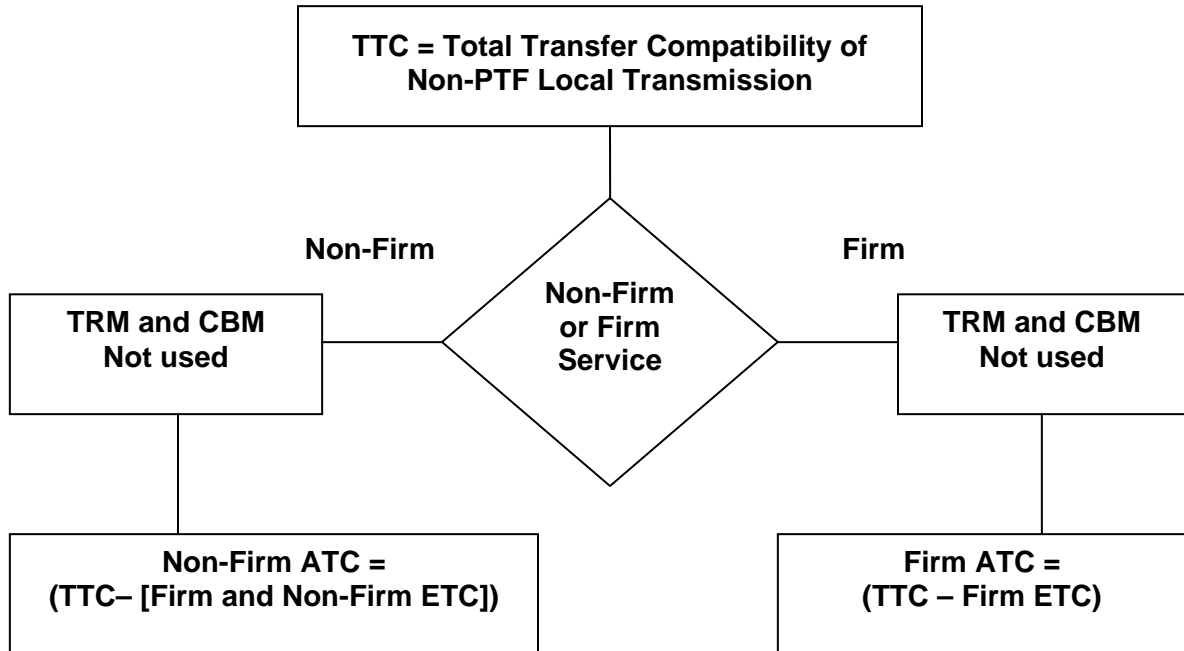 TTC = Total Transfer Compatibility of
Non-PTF Local Transmission
Non-Firm
Firm
Non-Firm
or Firm
Service
TRM and CBM
Not used
TRM and CBM
Not used
Non-Firm ATC =
(TTC– [Firm and Non-Firm ETC])
Firm ATC =
(TTC – Firm ETC)